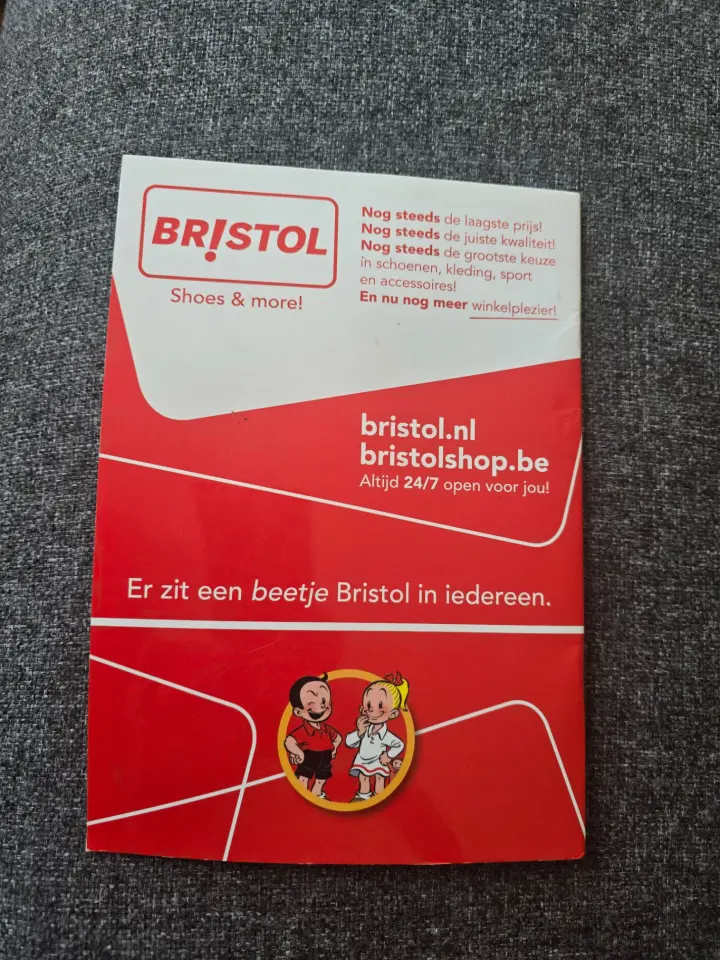 BR!STOL
Shoes & more!
Nog steeds de laagste prijs!
Nog steeds de juiste kwaliteit!
Nog steeds de grootste keuze
in schoenen, kleding, sport
en accessoires!
En nu nog meer winkelplezier!
bristol.nl
bristolshop.be
Altijd 24/7 open voor jou!
Er zit een beetje Bristol in iedereen.